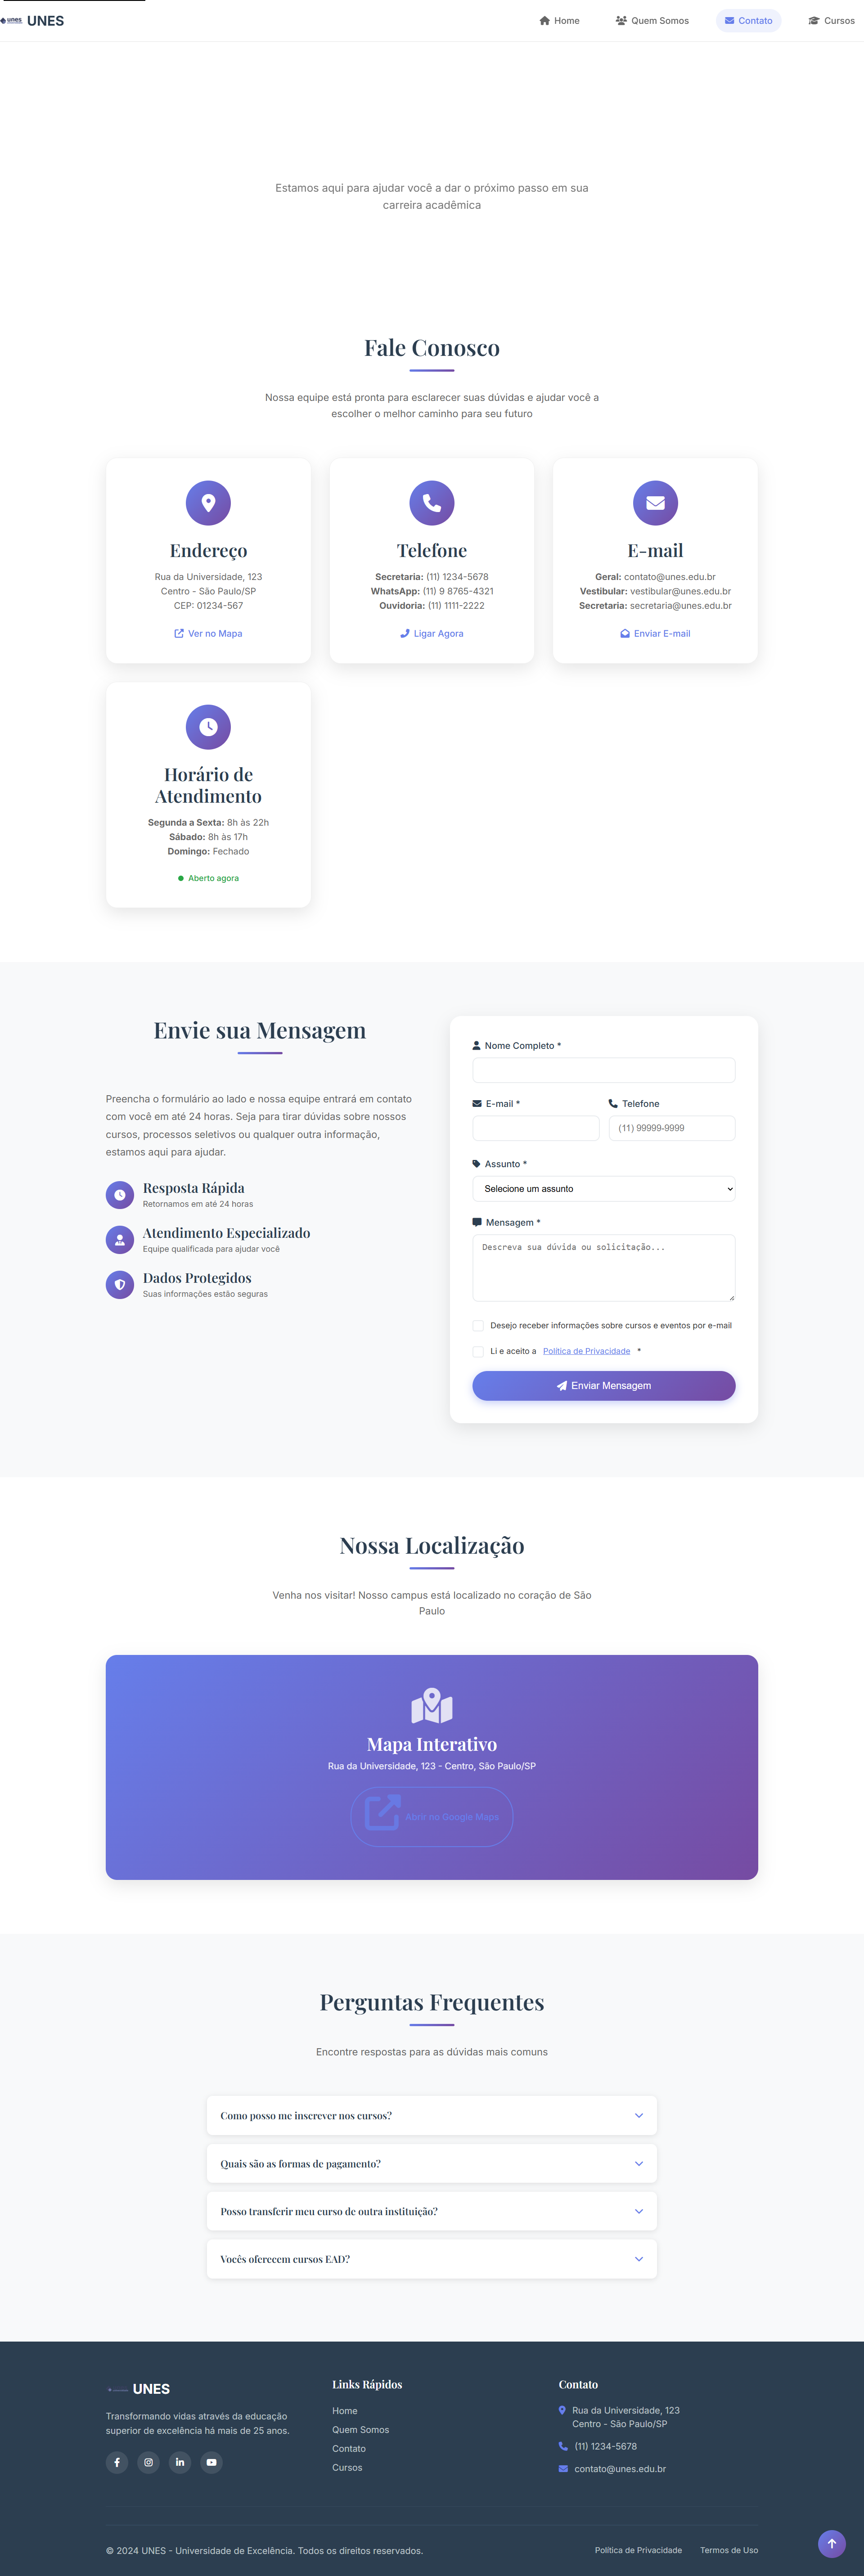 UNES
Home
Quem Somos
Contato
Cursos
Estamos aqui para ajudar você a dar o próximo passo em sua
carreira acadêmica
Fale Conosco
Nossa equipe está pronta para esclarecer suas dúvidas e ajudar você a
escolher o melhor caminho para seu futuro
Endereço
Rua da Universidade, 123
Centro - São Paulo/SP
CEP: 01234-567
Ver no Mapa
Telefone
Secretaria: (11) 1234-5678
WhatsApp: (11) 9 8765-4321
Ouvidoria: (11) 1111-2222
Ligar Agora
E-mail
Geral: contato@unes.edu.br
Vestibular: vestibular@unes.edu.br
Secretaria: secretaria@unes.edu.br
Enviar E-mail
Horário de
Atendimento
Segunda a Sexta: 8h às 22h
Sábado: 8h às 17h
Domingo: Fechado
Aberto agora
Envie sua Mensagem
Preencha o formulário ao lado e nossa equipe entrará em contato
com você em até 24 horas. Seja para tirar dúvidas sobre nossos
cursos, processos seletivos ou qualquer outra informação,
estamos aqui para ajudar.
Resposta Rápida
Retornamos em até 24 horas
Atendimento Especializado
Equipe qualificada para ajudar você
Dados Protegidos
Suas informações estão seguras
Nome Completo *
E-mail *
Telefone
(11) 99999-9999
Assunto *
Selecione um assunto
Mensagem *
Descreva sua dúvida ou solicitação...
Desejo receber informações sobre cursos e eventos por e-mail
Li e aceito a Política de Privacidade *
Enviar Mensagem
Nossa Localização
Venha nos visitar! Nosso campus está localizado no coração de São
Paulo
Mapa Interativo
Rua da Universidade, 123 - Centro, São Paulo/SP
Abrir no Google Maps
Perguntas Frequentes
Encontre respostas para as dúvidas mais comuns
Como posso me inscrever nos cursos?
Quais são as formas de pagamento?
Posso transferir meu curso de outra instituição?
Vocês oferecem cursos EAD?
UNES
Transformando vidas através da educação
superior de excelência há mais de 25 anos.
Links Rápidos
Home
Quem Somos
Contato
Cursos
Contato
Rua da Universidade, 123
Centro - São Paulo/SP
(11) 1234-5678
contato@unes.edu.br
© 2024 UNES - Universidade de Excelência. Todos os direitos reservados.
Política de Privacidade
Termos de Uso